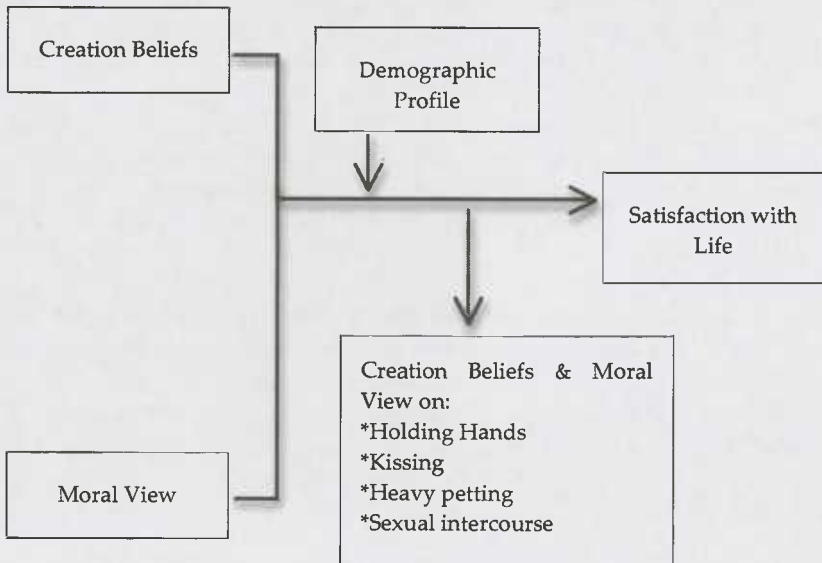 Creation Beliefs
Demographic
Profile
Satisfaction with
Life
Creation Beliefs & Moral
View on:
*Holding Hands
*Kissing
*Heavy petting
*Sexual intercourse
Moral View